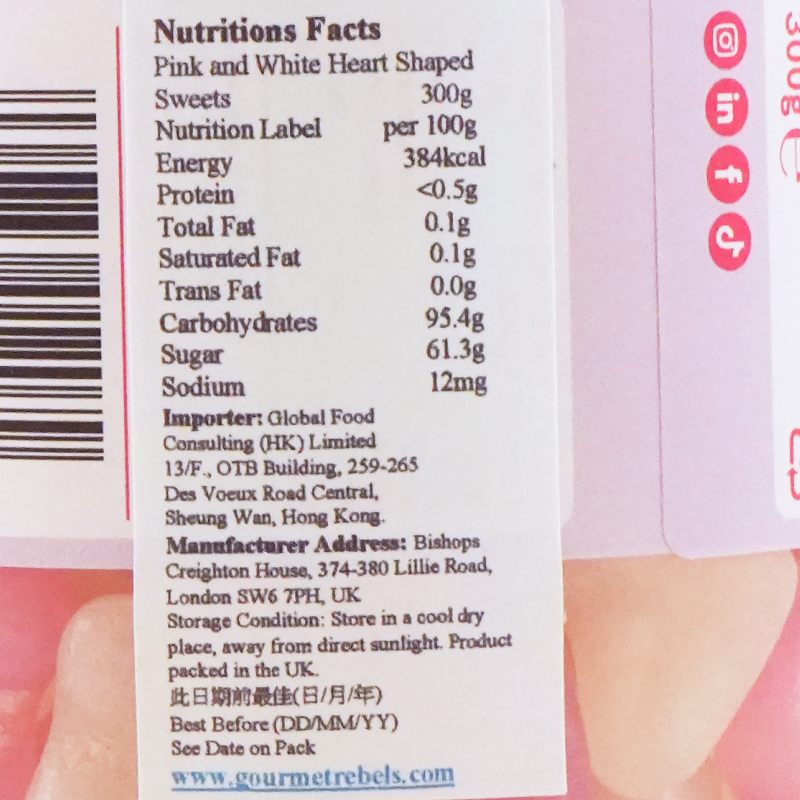 Nutritions Facts
Pink and White Heart Shaped
Sweets 300g
Nutrition Label per 100g
Energy 384kcal
Protein <0.5g
Total Fat 0.1g
Saturated Fat 0.1g
Trans Fat 0.0g
Carbohydrates 95.4g
Sugar 61.3g
Sodium 12mg
Importer: Global Food
Consulting (HK) Limited
13/F., OTB Building, 259-265
Des Voeux Road Central,
Sheung Wan, Hong Kong.
Manufacturer Address: Bishops
Creighton House, 374-380 Lillie Road,
London SW6 7PH, UK
Storage Condition: Store in a cool dry
place, away from direct sunlight. Product
packed in the UK.
此日期前最佳(日/月/年)
Best Before (DD/MM/YY)
See Date on Pack
www.gourmetrebels.com
in
f
300g e